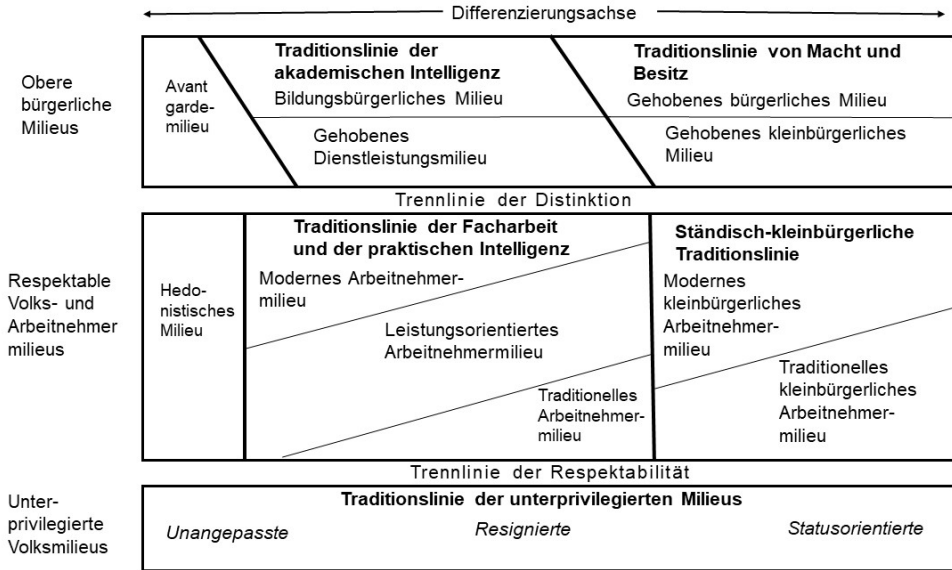 Differenzierungsachse
Obere
bürgerliche
Milieus
Avant
garde-
milieu
Traditionslinie der
akademischen Intelligenz
Bildungsbürgerliches Milieu
Gehobenes
Dienstleistungsmilieu
Traditionslinie von Macht und
Besitz
Gehobenes bürgerliches Milieu
Gehobenes kleinbürgerliches
Milieu
Trennlinie der Distinktion
Respektable
Volks- und
Arbeitnehmer
milieus
Hedo-
nistisches
Milieu
Traditionslinie der Facharbeit
und der praktischen Intelligenz
Modernes Arbeitnehmer-
milieu
Leistungsorientiertes
Arbeitnehmermilieu
Traditionelles
Arbeitnehmer-
milieu
Ständisch-kleinbürgerliche
Traditionslinie
Modernes
kleinbürgerliches
Arbeitnehmer-
milieu
Traditionelles
kleinbürgerliches
Arbeitnehmer-
milieu
Trennlinie der Respektabilität
Unter-
privilegierte
Volksmilieus
Traditionslinie der unterprivilegierten Milieus
Unangepasste
Resignierte
Statusorientierte